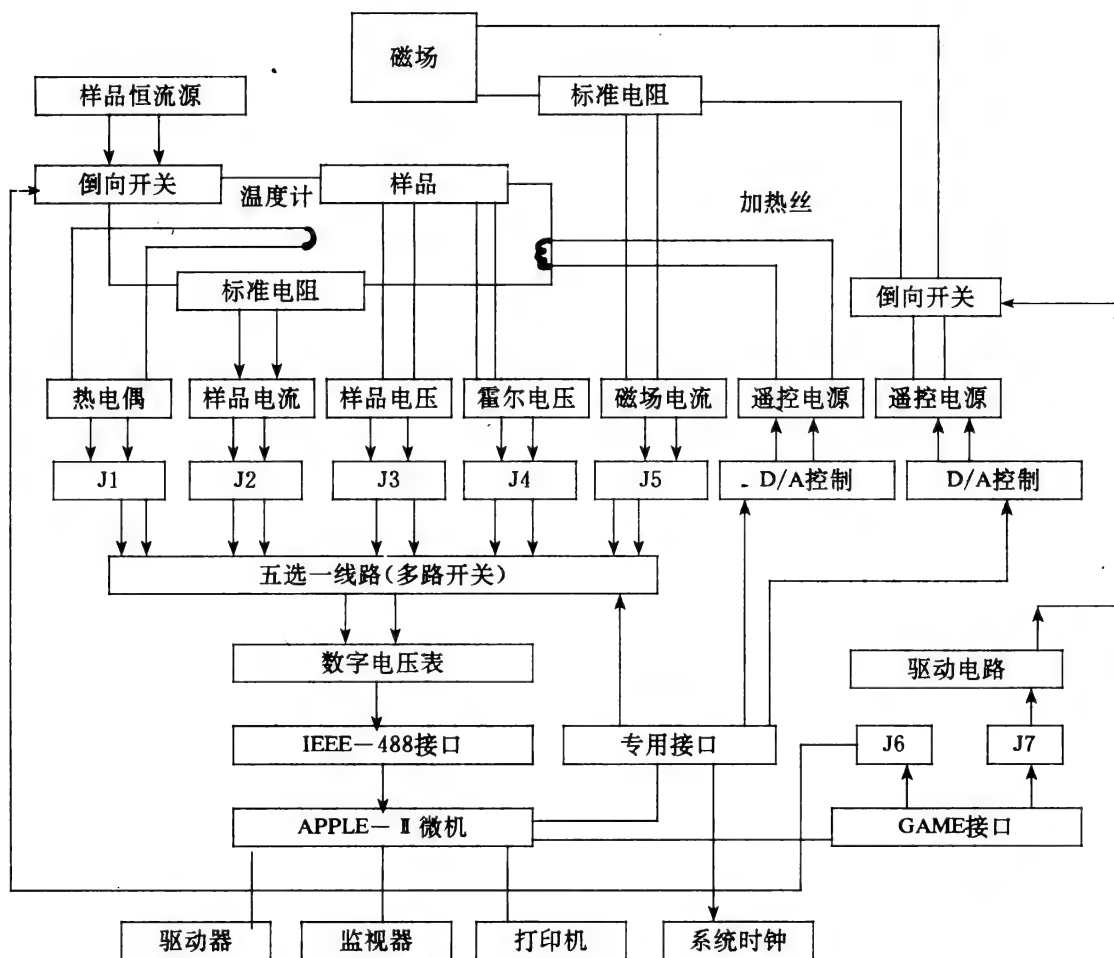 磁场
样品恒流源
标准电阻
倒向开关
温度计
样品
加热丝
标准电阻
倒向开关
热电偶
样品电流
样品电压
霍尔电压
磁场电流
遥控电源
遥控电源
J1
J2
J3
J4
J5
D/A控制
D/A控制
五选一线路(多路开关)
数字电压表
驱动电路
IEEE-488接口
专用接口
J6
J7
APPLE-Ⅱ微机
GAME接口
驱动器
监视器
打印机
系统时钟